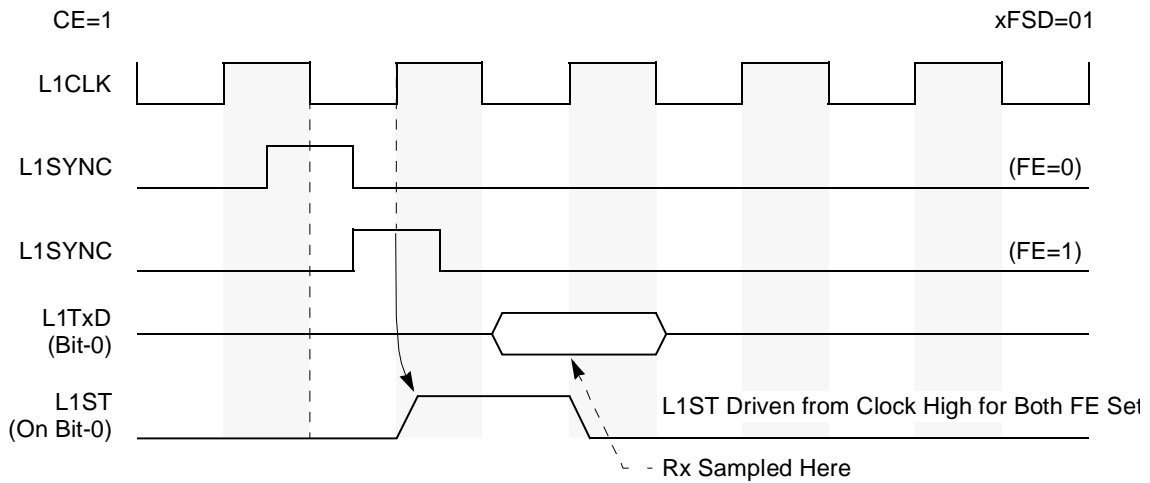 CE=1
xFSD=01
L1CLK
L1SYNC
(FE=0)
L1SYNC
(FE=1)
L1TxD
(Bit-0)
L1ST
(On Bit-0)
L1ST Driven from Clock High for Both FE Set
Rx Sampled Here